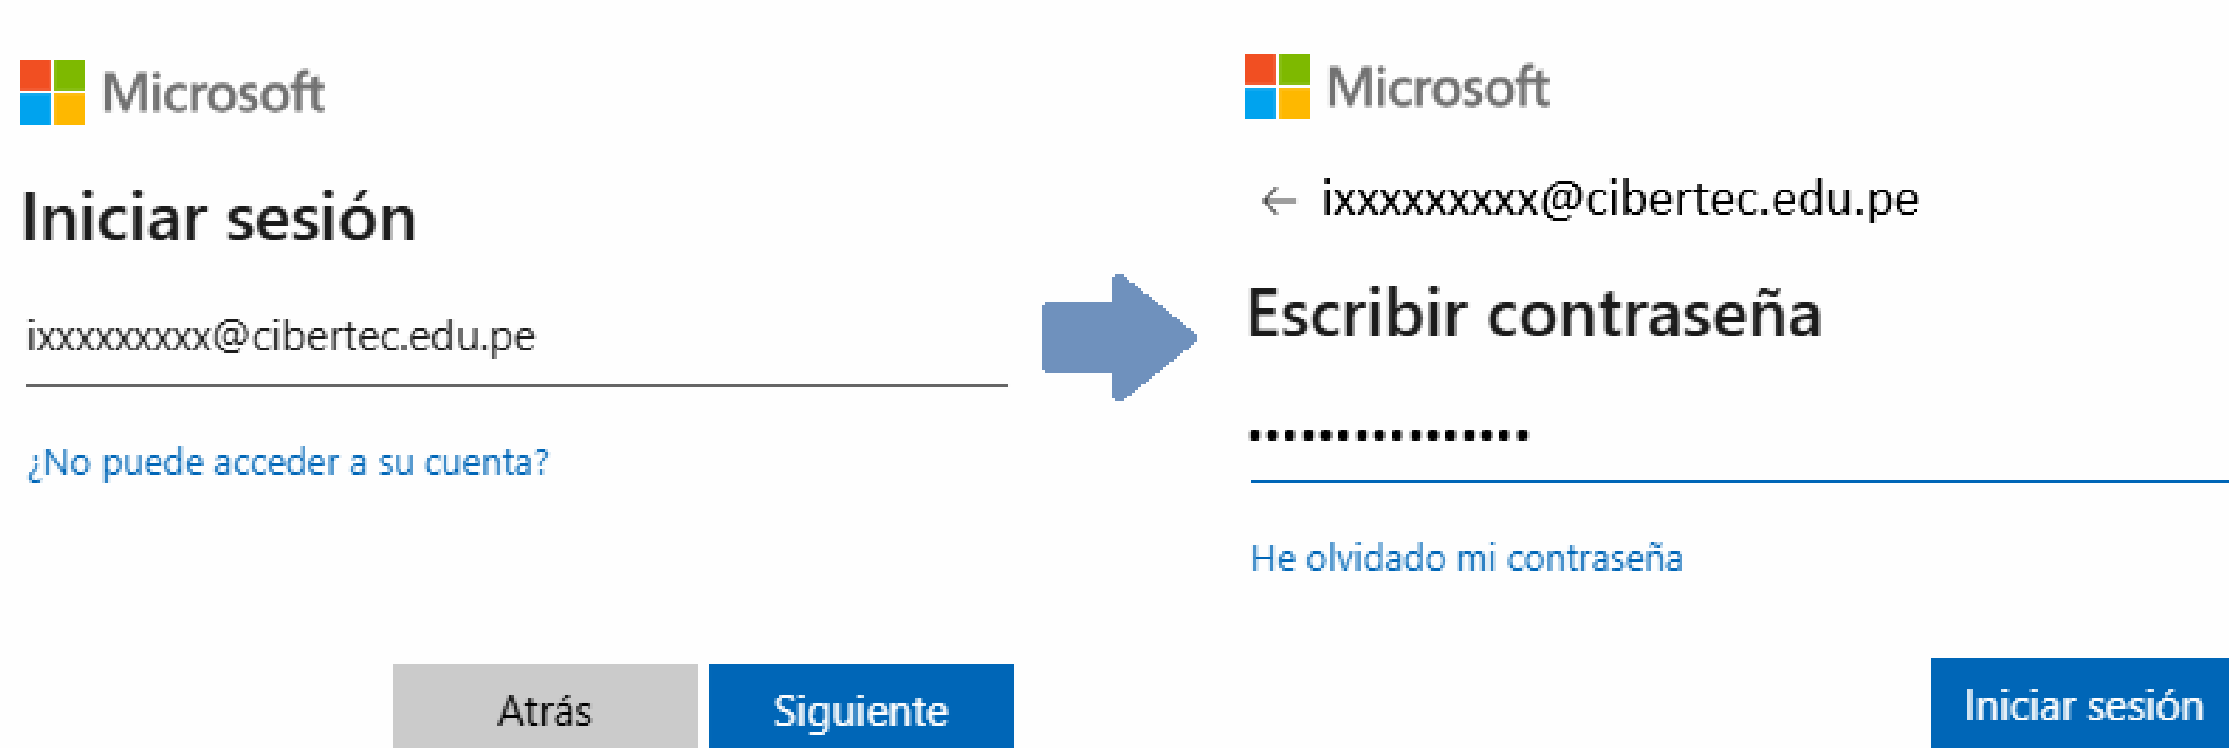 Microsoft
Iniciar sesión
ixxxxxxxxx@cibertec.edu.pe
¿No puede acceder a su cuenta?
Atrás
Siguiente
Microsoft
← ixxxxxxxxx@cibertec.edu.pe
Escribir contraseña
••••••••••••••••
He olvidado mi contraseña
Iniciar sesión